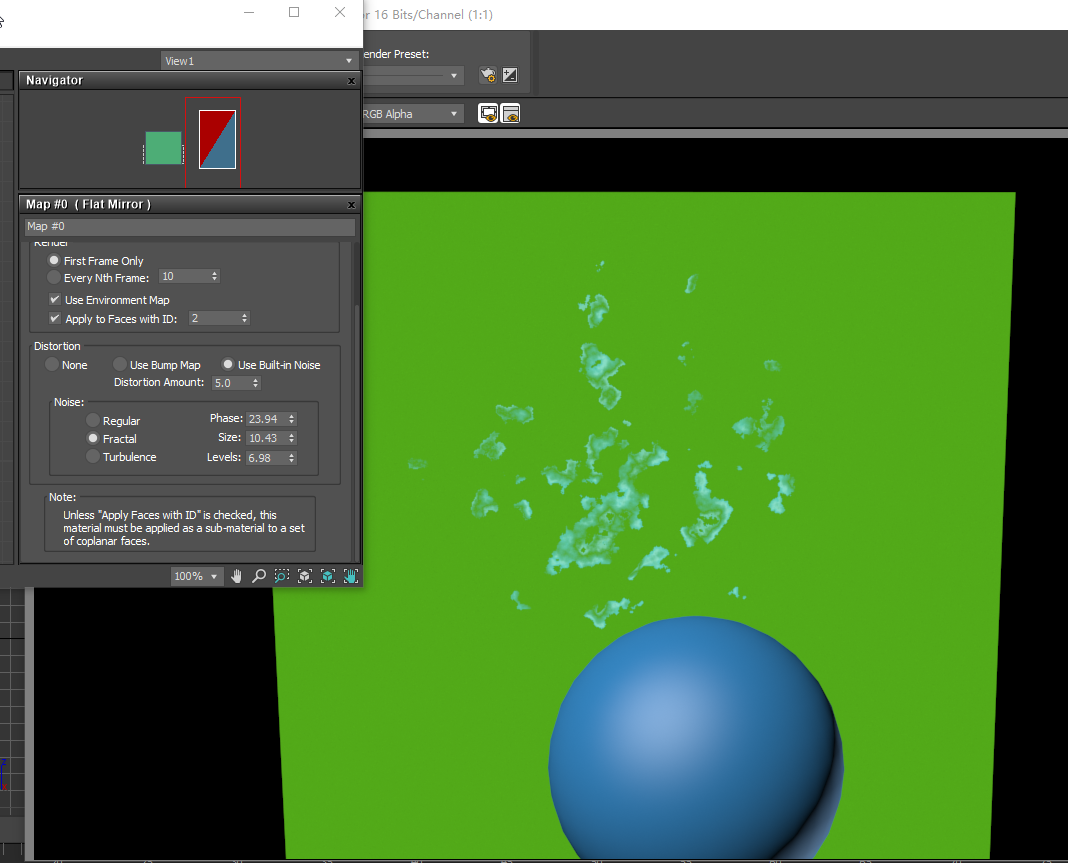 r 16 Bits/Channel (1:1)
ender Preset:
View1
Navigator
RGB Alpha
Map #0 ( Flat Mirror )
Map #0
Render
First Frame Only
Every Nth Frame: 10
Use Environment Map
Apply to Faces with ID: 2
Distortion
None Use Bump Map Use Built-in Noise
Distortion Amount: 5.0
Noise:
Regular Phase: 23.94
Fractal Size: 10.43
Turbulence Levels: 6.98
Note:
Unless "Apply Faces with ID" is checked, this
material must be applied as a sub-material to a set
of coplanar faces.
100%
z